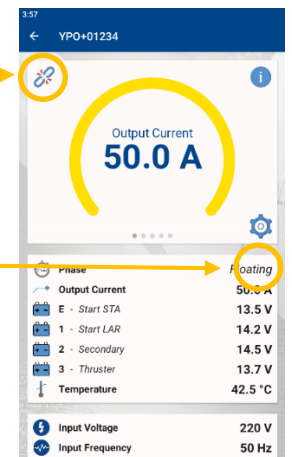 3:57
YPO+01234
i
Output Current
50.0 A
Phase Floating
Output Current 50.0 A
E - Start STA 13.5 V
1 - Start LAR 14.2 V
2 - Secondary 14.5 V
3 - Thruster 13.7 V
Temperature 42.5 °C
Input Voltage 220 V
Input Frequency 50 Hz